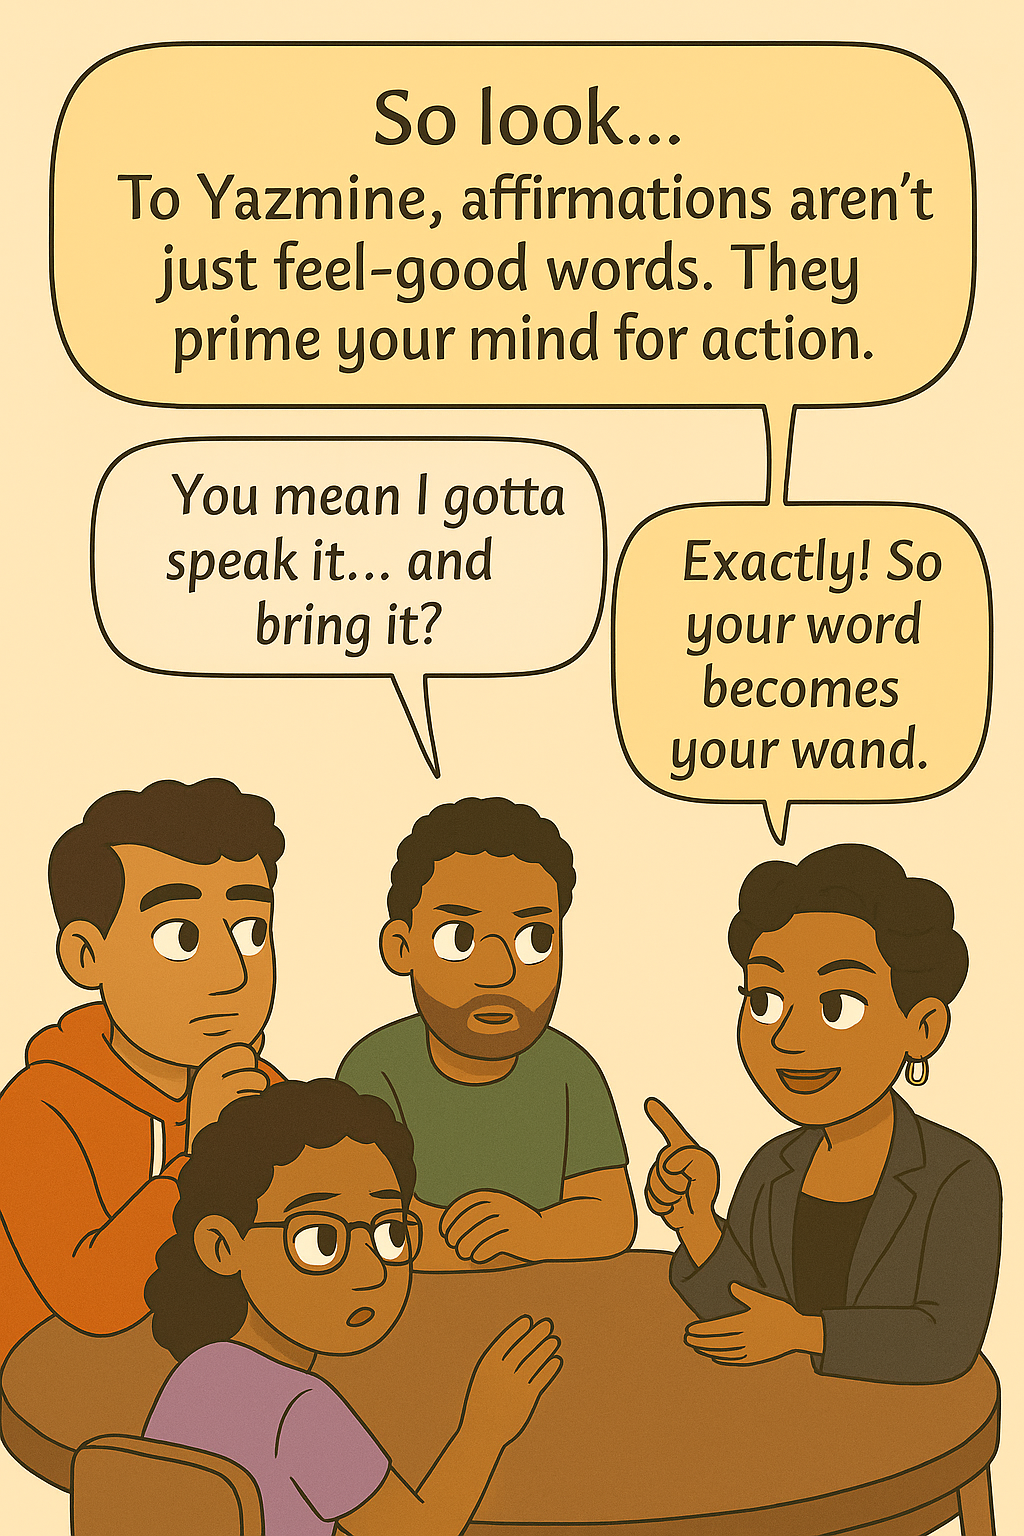 So look...
To Yazmine, affirmations aren't
just feel-good words. They
prime your mind for action.
You mean I gotta
speak it... and
bring it?
Exactly! So
your word
becomes
your wand.